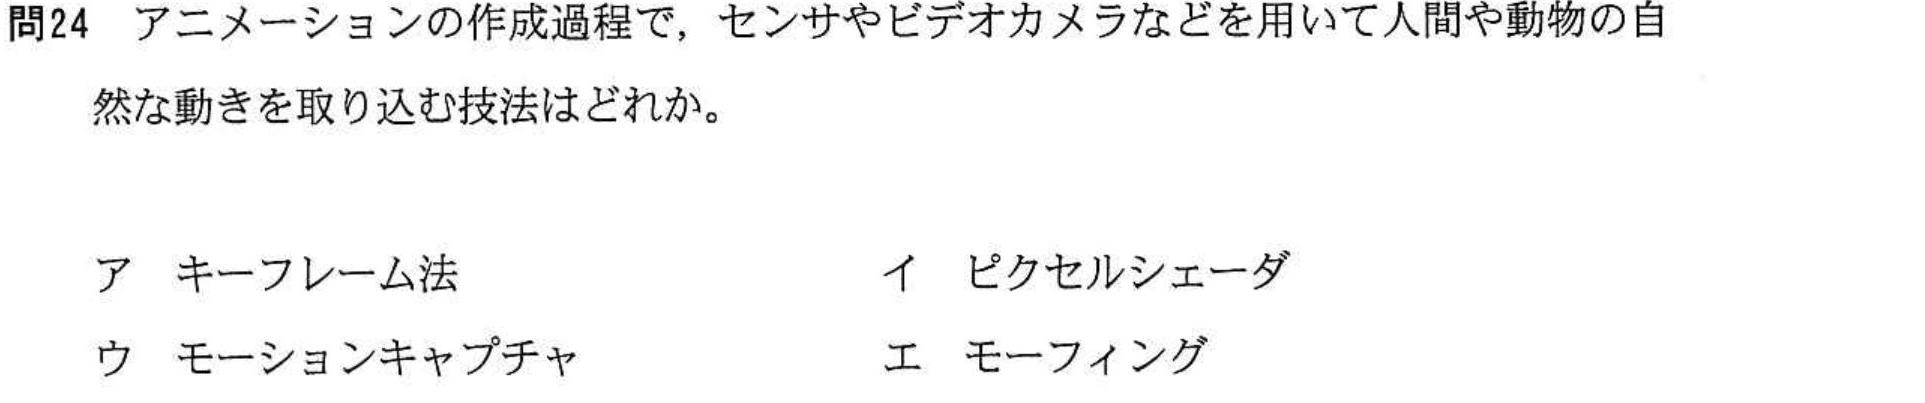 問24 アニメーションの作成過程で，センサやビデオカメラなどを用いて人間や動物の自
然な動きを取り込む技法はどれか。
ア キーフレーム法 イ ピクセルシェーダ
ウ モーションキャプチャ エ モーフィング